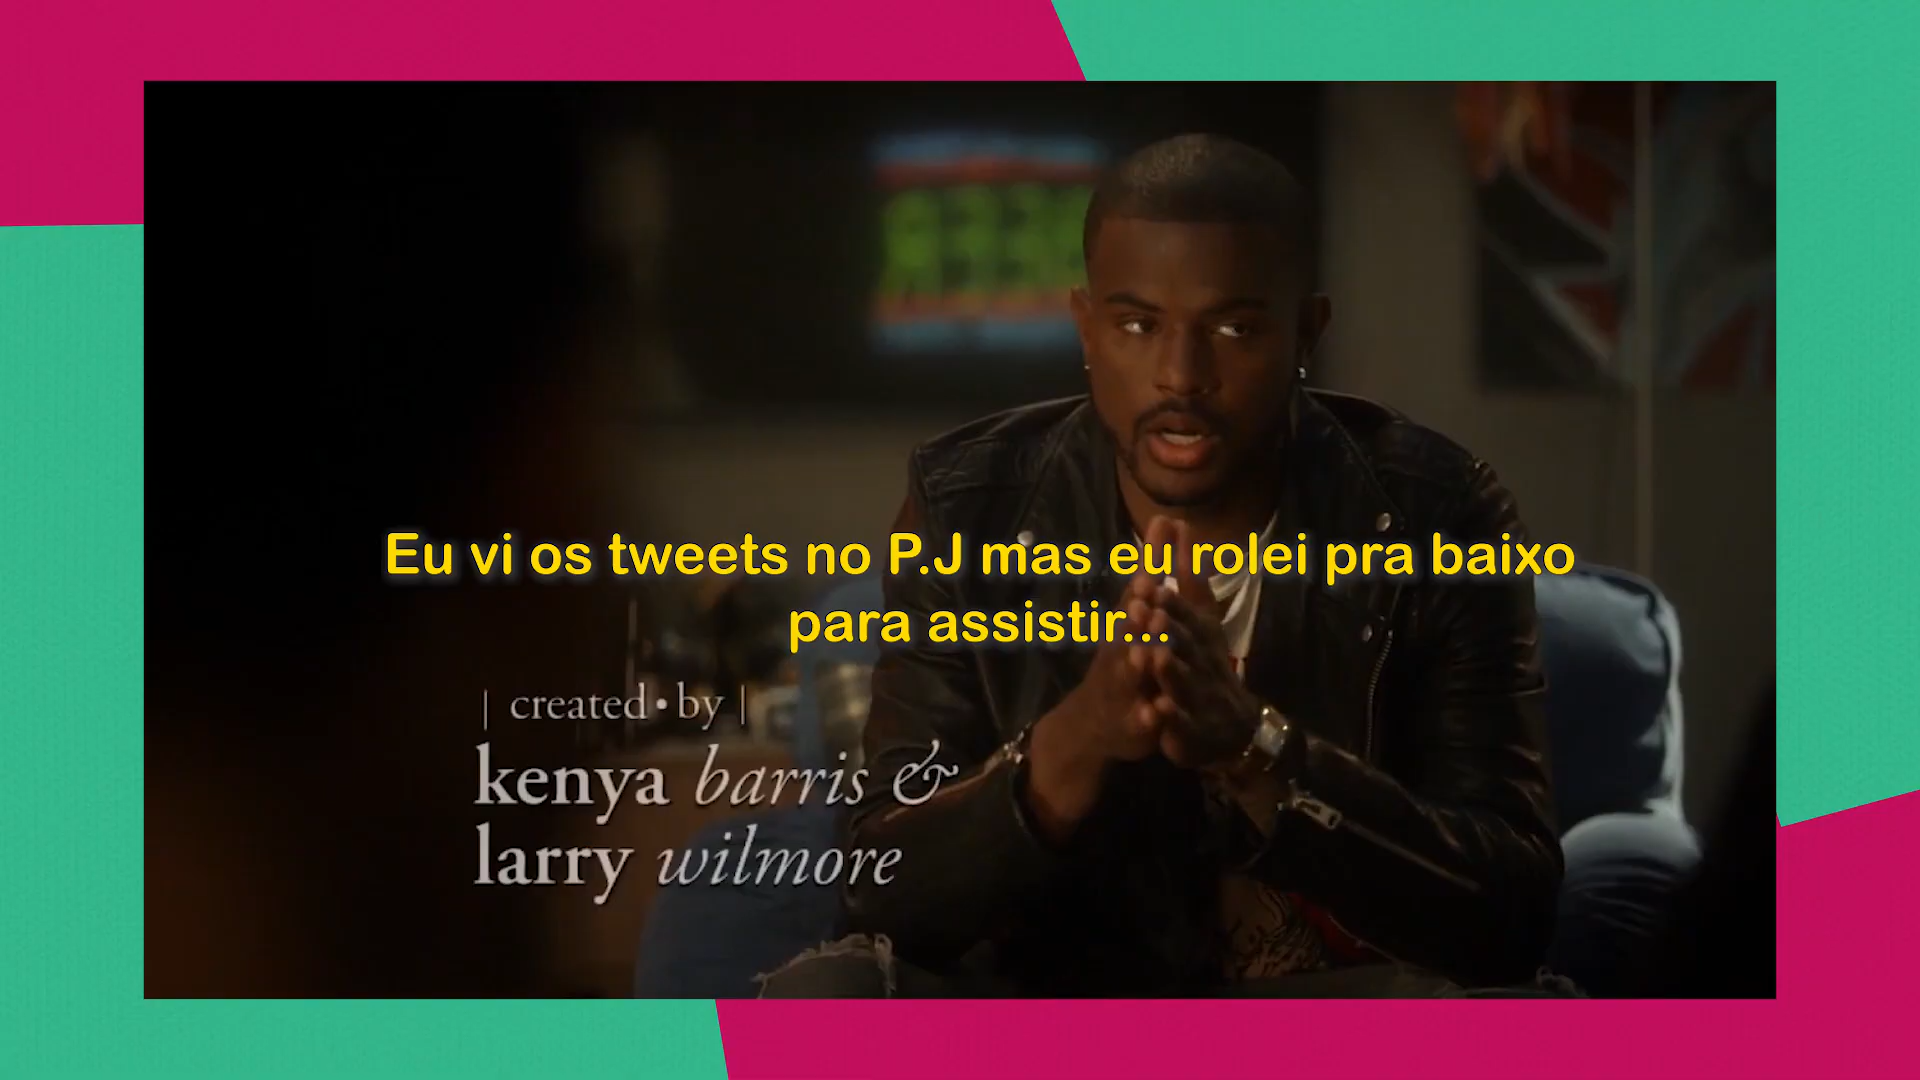 Eu vi os tweets no P.J mas eu rolei pra baixo
para assistir...
| created•by |
kenya barris &
larry wilmore